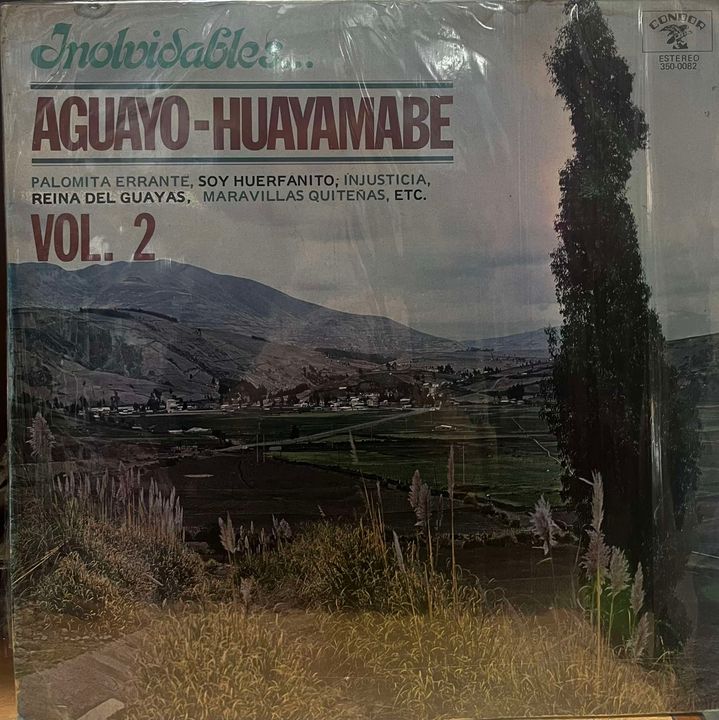 Inolvidables...
CONDOR
ESTEREO
350-0082
AGUAYO-HUAYAMABE
PALOMITA ERRANTE, SOY HUERFANITO; INJUSTICIA,
REINA DEL GUAYAS, MARAVILLAS QUITEÑAS, ETC.
VOL. 2